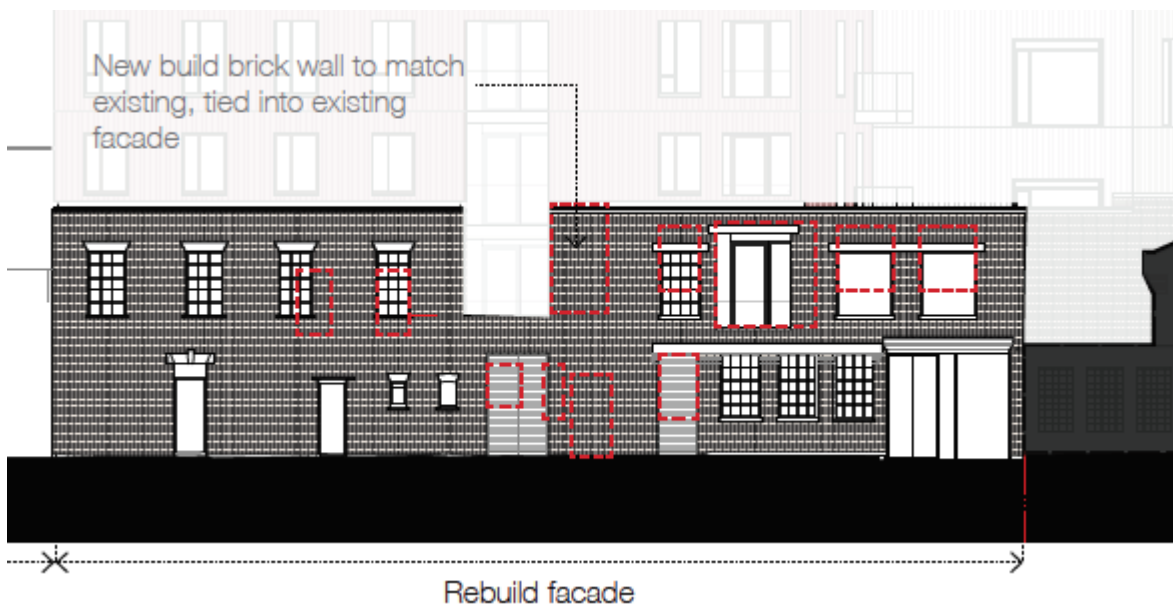 New build brick wall to match
existing, tied into existing
facade
Rebuild facade